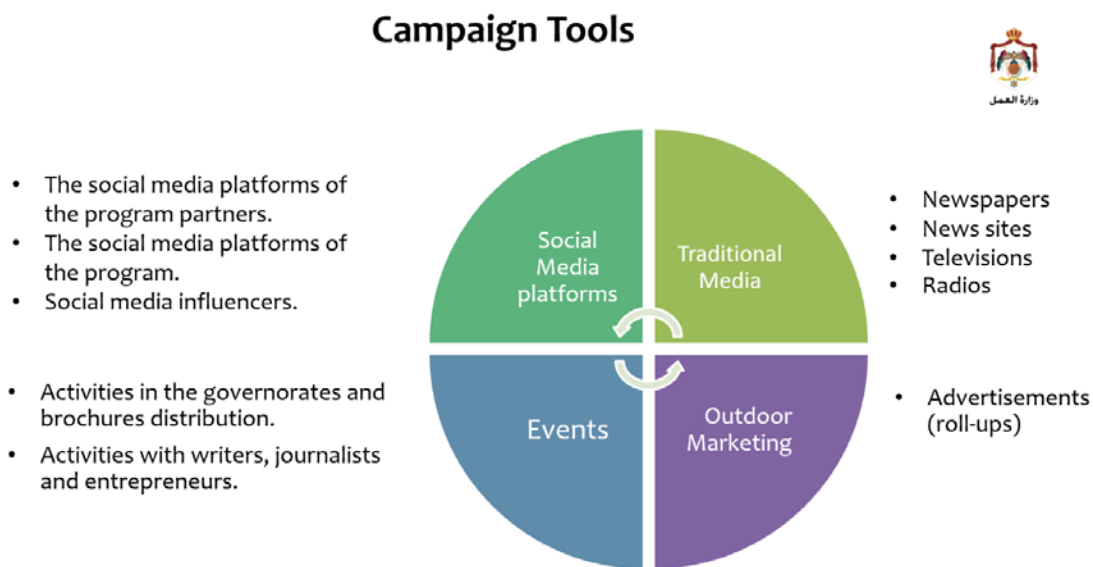 Campaign Tools
وزارة العمل
• The social media platforms of
the program partners.
• The social media platforms of
the program.
• Social media influencers.
Social
Media
platforms
Traditional
Media
• Newspapers
• News sites
• Televisions
• Radios
• Activities in the governorates and
brochures distribution.
• Activities with writers, journalists
and entrepreneurs.
Events
Outdoor
Marketing
• Advertisements
(roll-ups)